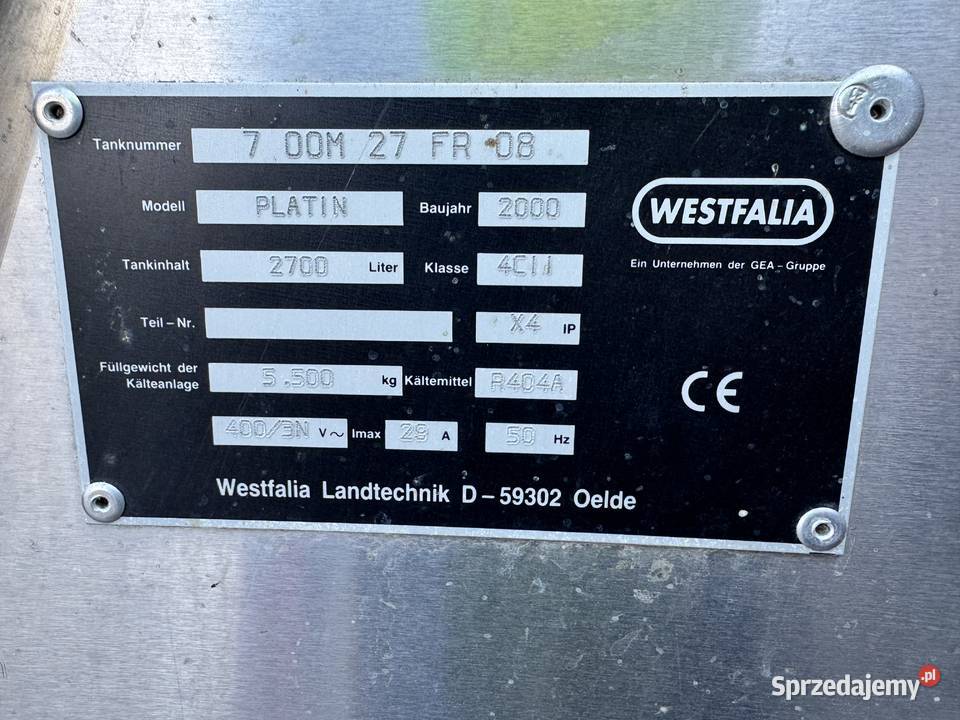 Tanknummer 7 00M 27 FR 08
Modell PLATIN Baujahr 2000
WESTFALIA
Ein Unternehmen der GEA – Gruppe
Tankinhalt 2700 Liter Klasse 4CII
Teil – Nr. X4 IP
Füllgewicht der
Kälteanlage 5.500 kg Kältemittel R404A
CE
400/3N V~ Imax 29 A 50 Hz
Westfalia Landtechnik D – 59302 Oelde
Sprzedajemy.pl